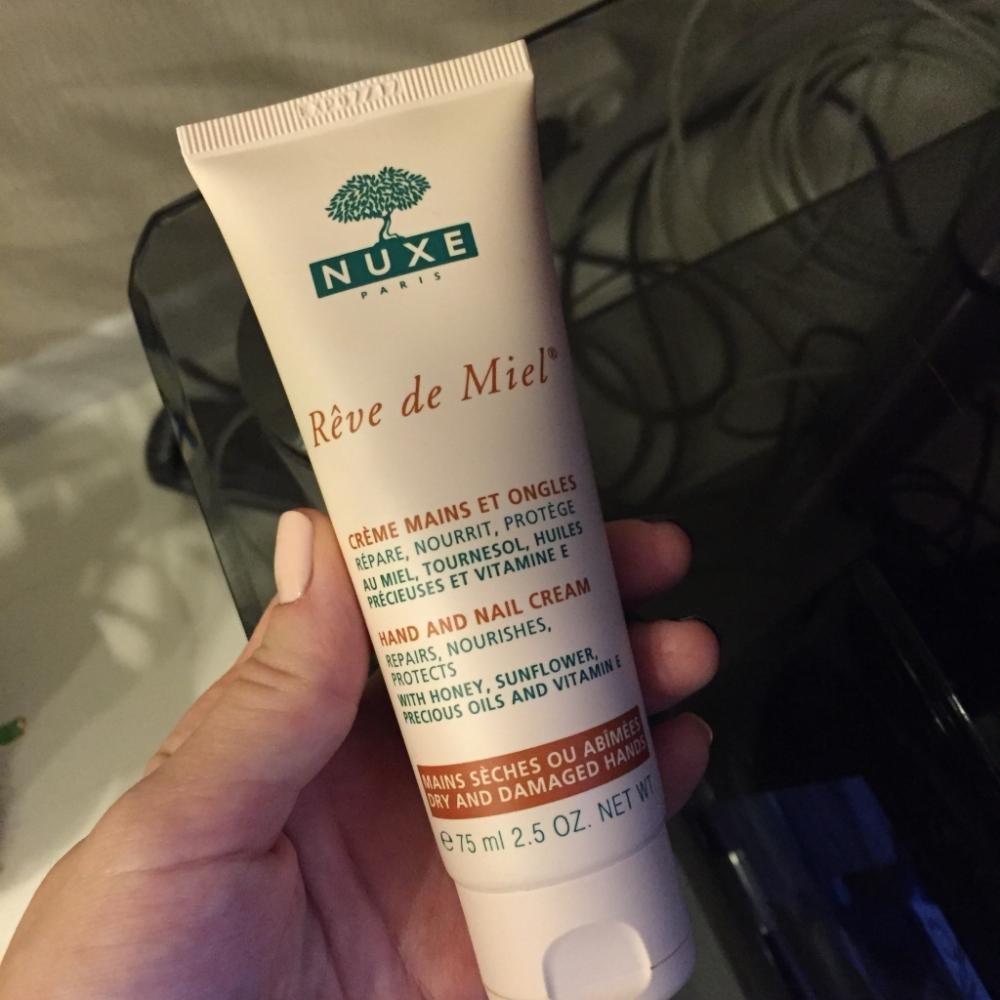 NUXE
PARIS
Rêve de Miel®
CRÈME MAINS ET ONGLES
RÉPARE, NOURRIT, PROTÈGE
AU MIEL, TOURNESOL, HUILES
PRÉCIEUSES ET VITAMINE E
HAND AND NAIL CREAM
REPAIRS, NOURISHES,
PROTECTS
WITH HONEY, SUNFLOWER,
PRECIOUS OILS AND VITAMIN E
MAINS SÈCHES OU ABÎMÉES
DRY AND DAMAGED HANDS
℮ 75 ml 2.5 OZ. NET WT